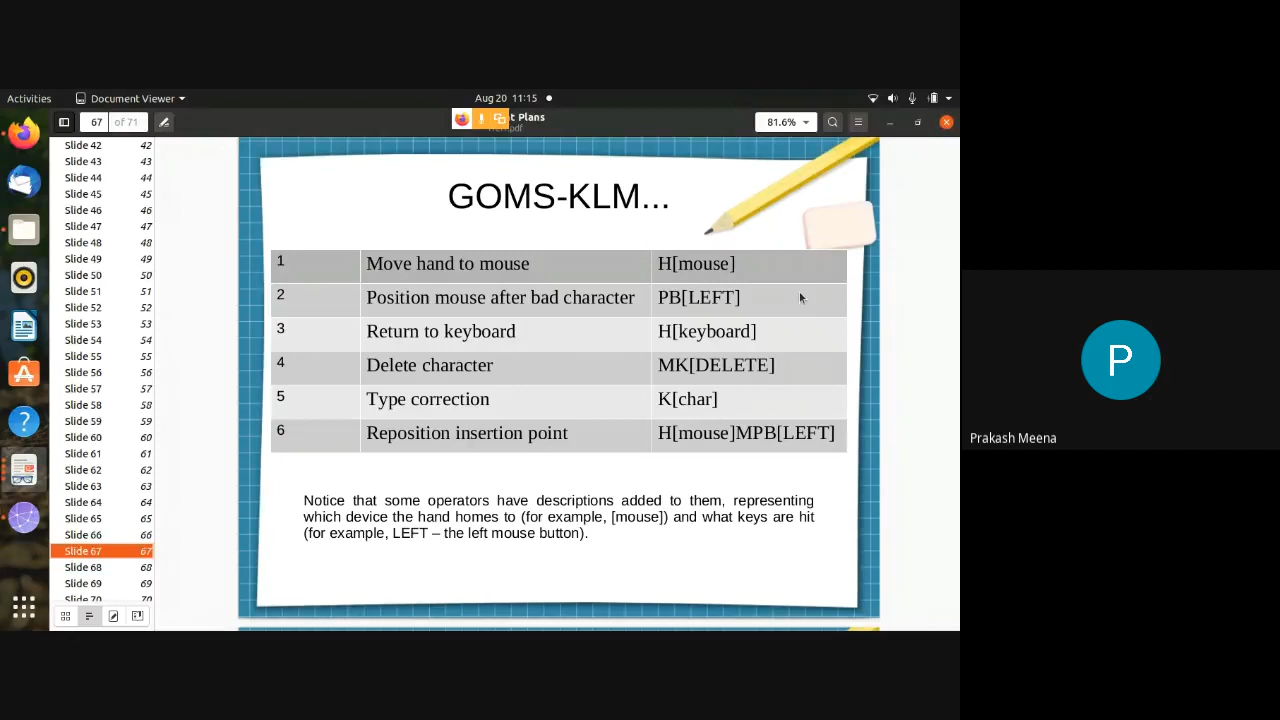 Activities
Document Viewer
Aug 20 11:15
67 of 71
t Plans
.pdf
81.6%
Slide 42 42
Slide 43 43
Slide 44 44
Slide 45 45
Slide 46 46
Slide 47 47
Slide 48 48
Slide 49 49
Slide 50 50
Slide 51 51
Slide 52 52
Slide 53 53
Slide 54 54
Slide 55 55
Slide 56 56
Slide 57 57
Slide 58 58
Slide 59 59
Slide 60 60
Slide 61 61
Slide 62 62
Slide 63 63
Slide 64 64
Slide 65 65
Slide 66 66
Slide 67 67
Slide 68 68
Slide 69 69
Slide 70 70
GOMS-KLM...
1 Move hand to mouse H[mouse]
2 Position mouse after bad character PB[LEFT]
3 Return to keyboard H[keyboard]
4 Delete character MK[DELETE]
5 Type correction K[char]
6 Reposition insertion point H[mouse]MPB[LEFT]
Notice that some operators have descriptions added to them, representing
which device the hand homes to (for example, [mouse]) and what keys are hit
(for example, LEFT – the left mouse button).
P
Prakash Meena